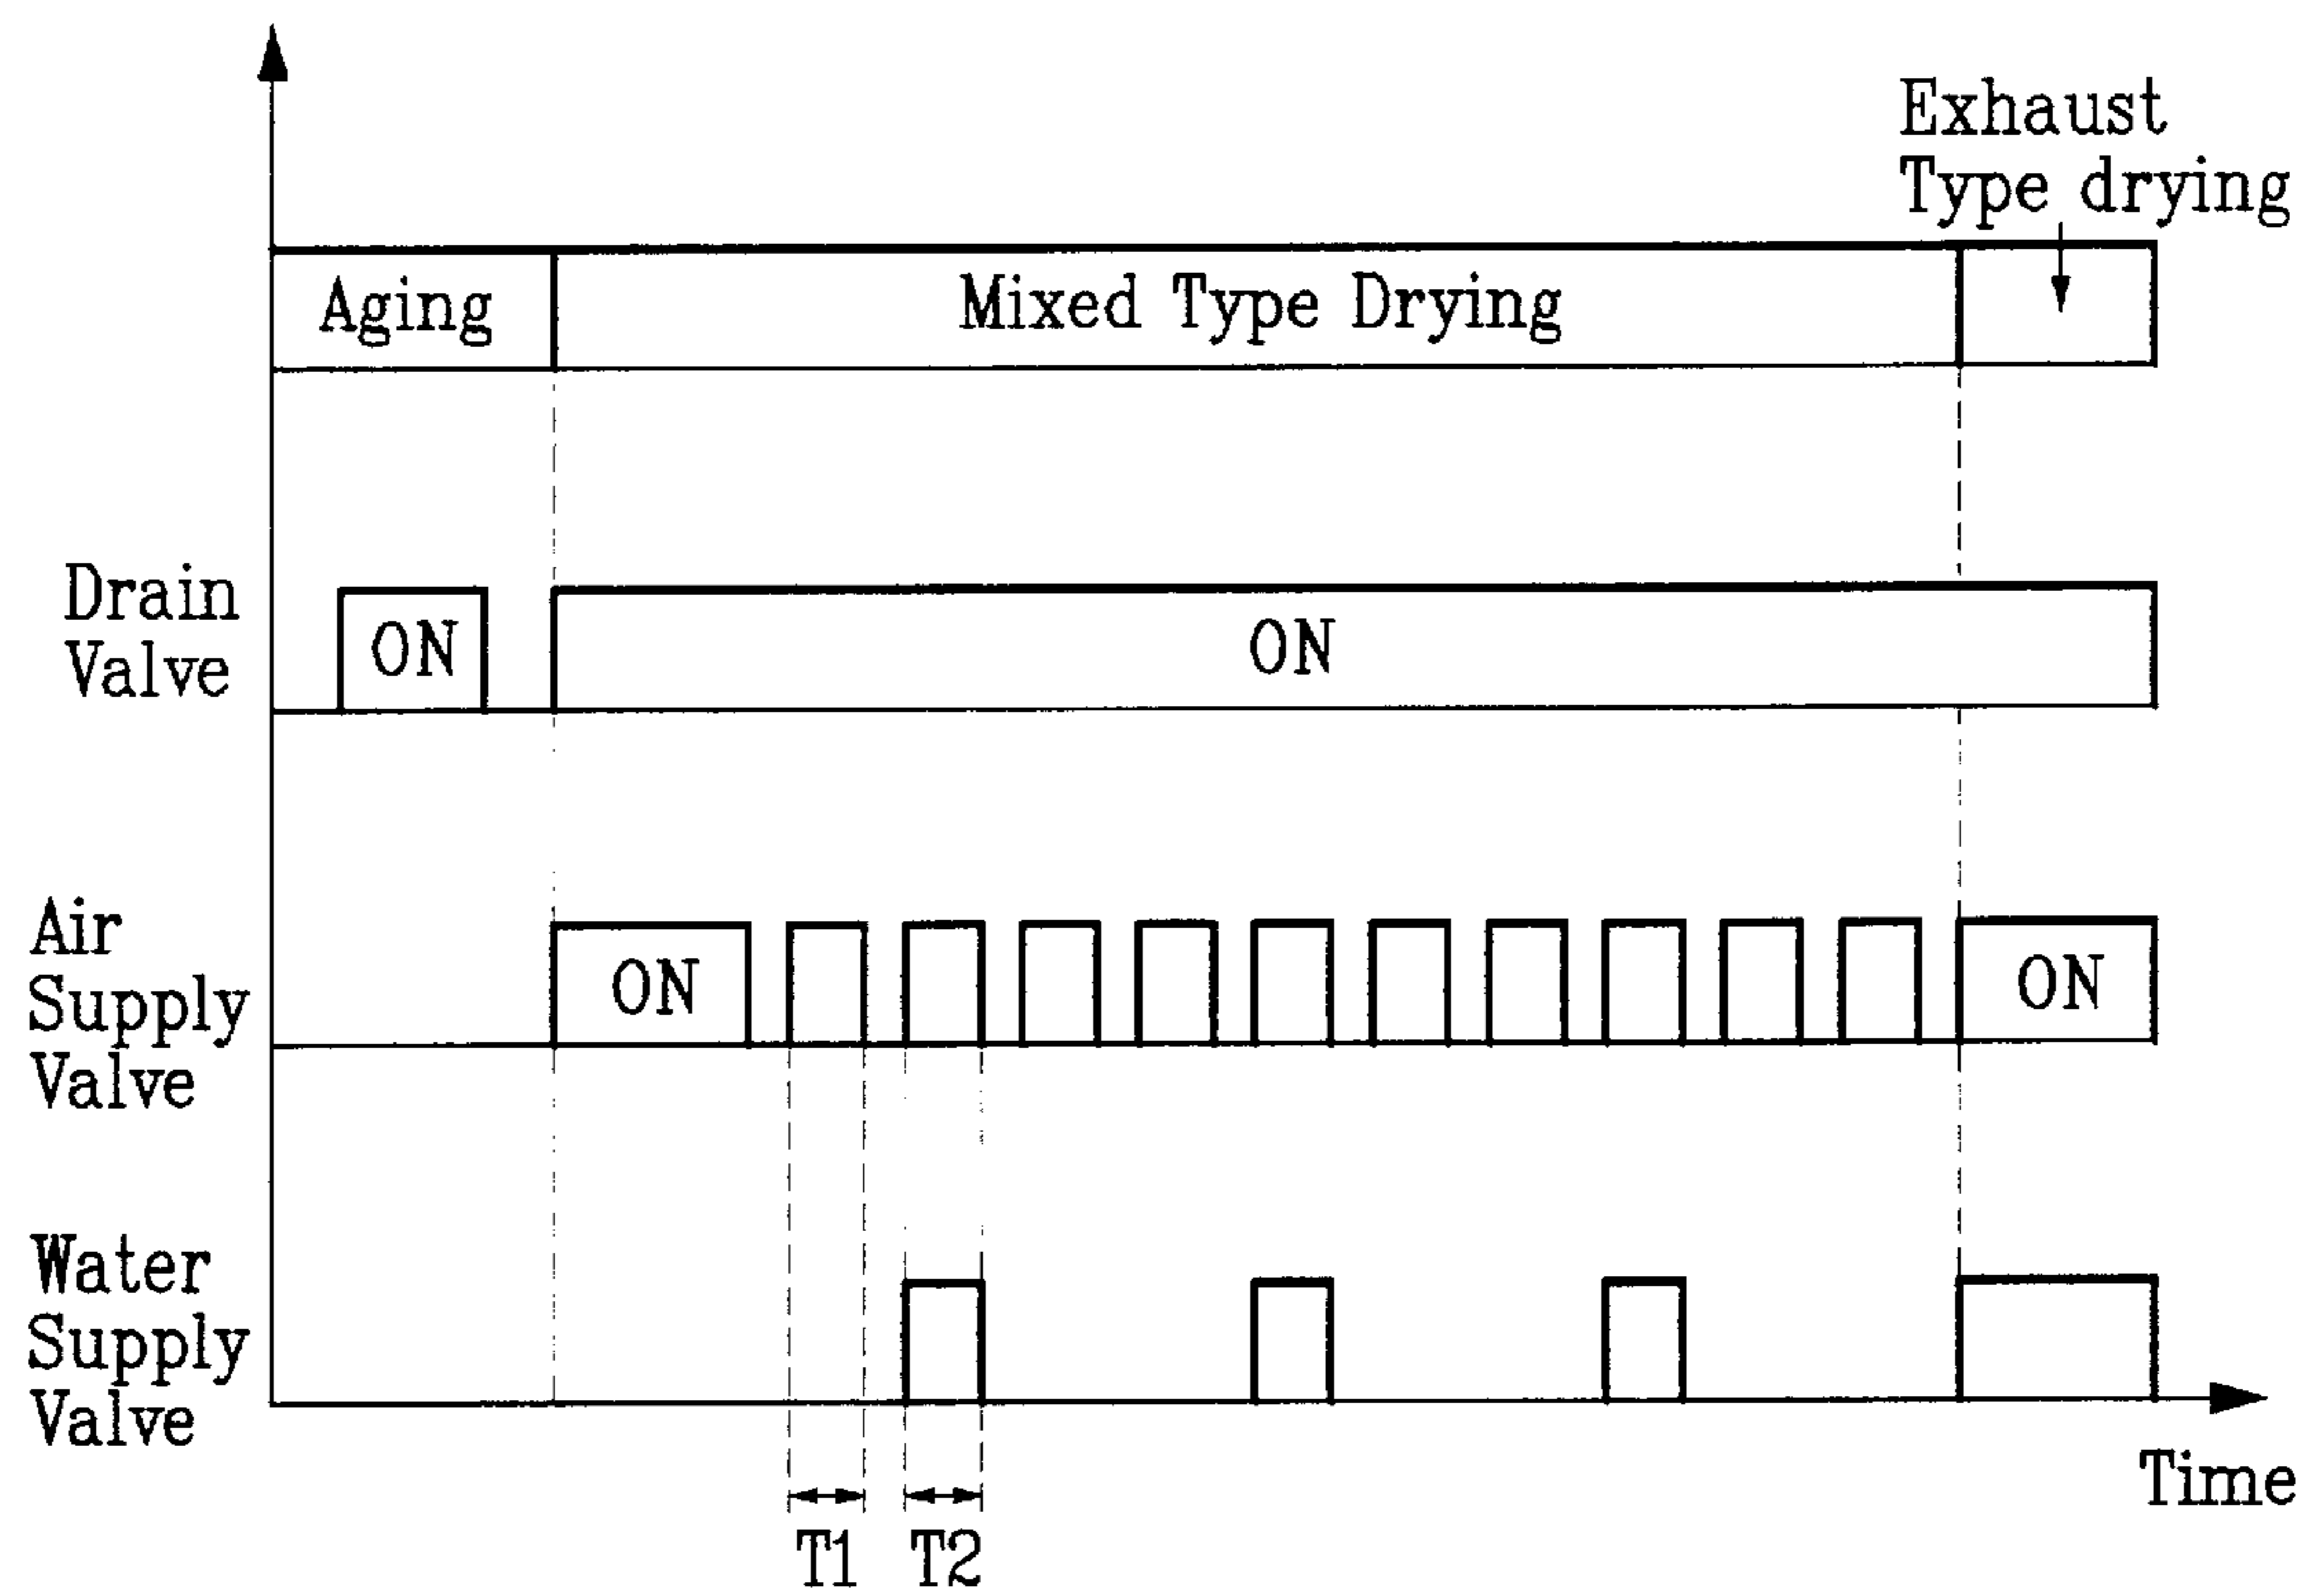 Exhaust
Type drying
Aging
Mixed Type Drying
Drain
Valve
ON
ON
Air
Supply
Valve
ON
ON
Water
Supply
Valve
Time
T1
T2